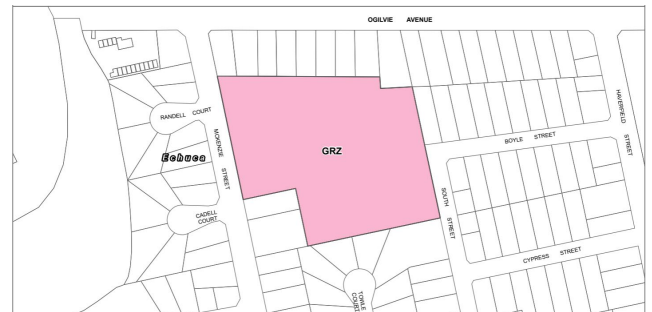 OGILVIE AVENUE
RANDELL COURT
MCKENZIE STREET
Echuca
GRZ
HAVERFIELD STREET
BOYLE STREET
CADELL
COURT
SOUTH STREET
CYPRESS STREET
TOWLE
COURT